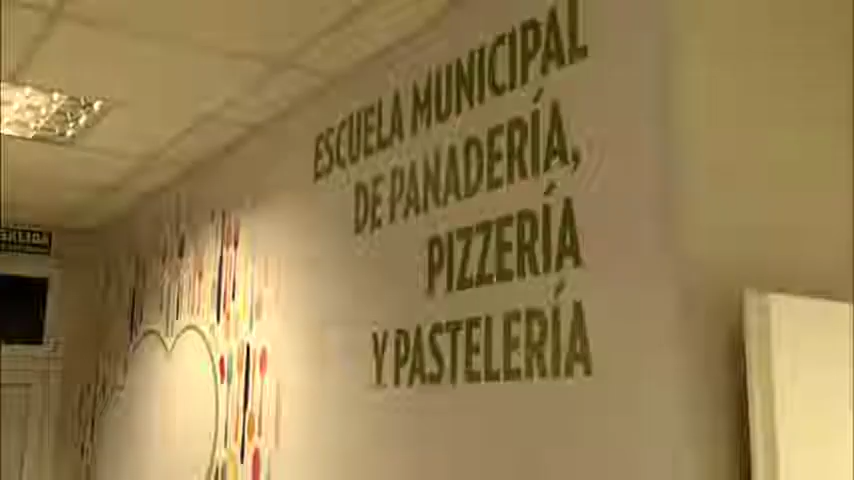 ESCUELA MUNICIPAL
DE PANADERÍA,
PIZZERÍA
Y PASTELERÍA